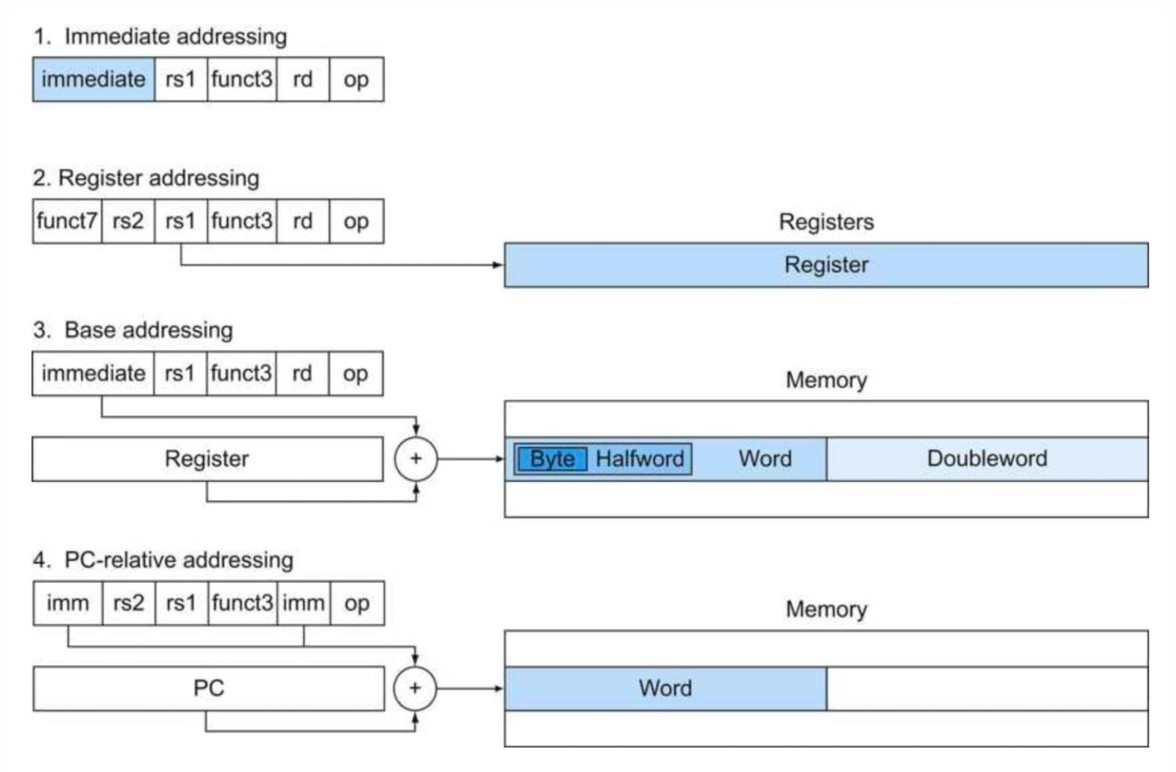 1. Immediate addressing
immediate rs1 funct3 rd op
2. Register addressing
funct7 rs2 rs1 funct3 rd op
Registers
Register
3. Base addressing
immediate rs1 funct3 rd op
Memory
Register + Byte Halfword Word Doubleword
4. PC-relative addressing
imm rs2 rs1 funct3 imm op
Memory
PC + Word